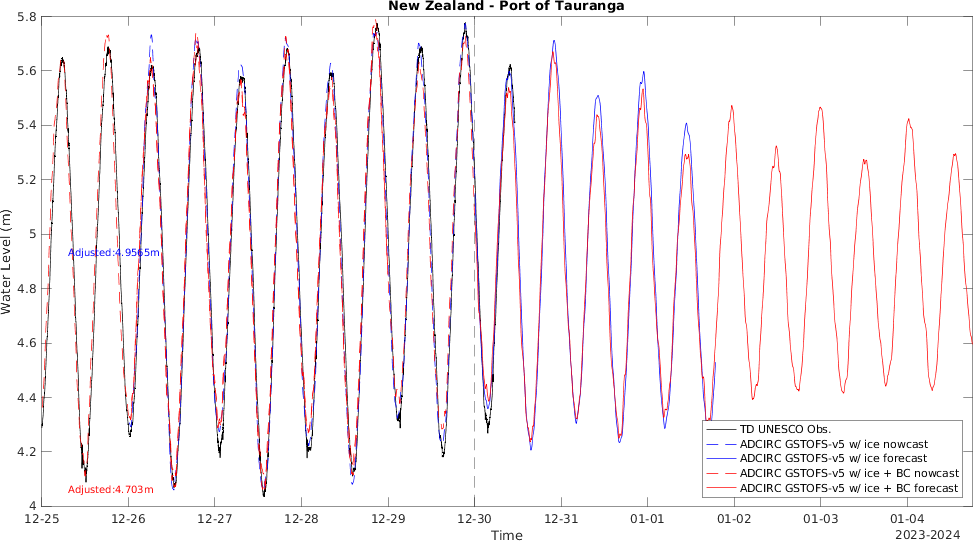 New Zealand - Port of Tauranga
5.8
5.6
5.4
5.2
5
4.8
4.6
4.4
4.2
4
Water Level (m)
Adjusted:4.9565m
Adjusted:4.703m
TD UNESCO Obs.
ADCIRC GSTOFS-v5 w/ ice nowcast
ADCIRC GSTOFS-v5 w/ ice forecast
ADCIRC GSTOFS-v5 w/ ice + BC nowcast
ADCIRC GSTOFS-v5 w/ ice + BC forecast
12-25 12-26 12-27 12-28 12-29 12-30 12-31 01-01 01-02 01-03 01-04
Time
2023-2024